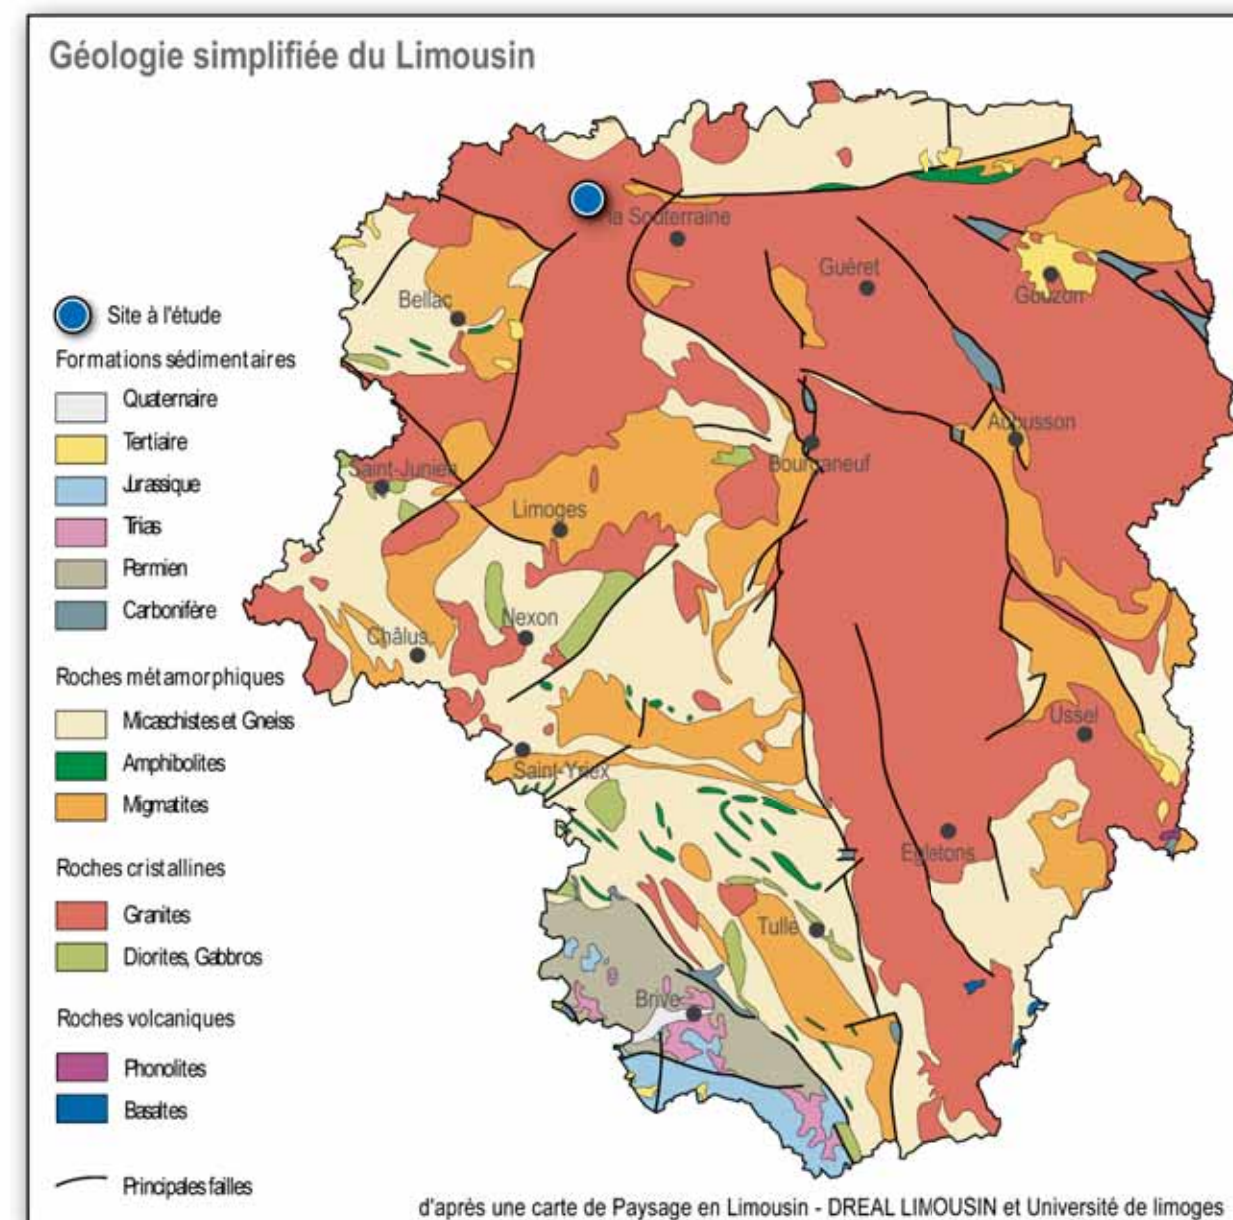 Géologie simplifiée du Limousin
la Souterraine
Guéret
Gouzon
Bellac
Site à l'étude
Formations sédimentaires
Quaternaire
Tertiaire
Jurassique
Trias
Permien
Carbonifère
Aubusson
Bourganeuf
Saint-Junien
Limoges
Nexon
Châlus
Roches métamorphiques
Micaschistes et Gneiss
Amphibolites
Migmatites
Ussel
Saint-Yriex
Egletons
Roches cristallines
Granites
Diorites, Gabbros
Tulle
Brive
Roches volcaniques
Phonolites
Basaltes
Principales failles
d'après une carte de Paysage en Limousin - DREAL LIMOUSIN et Université de limoges